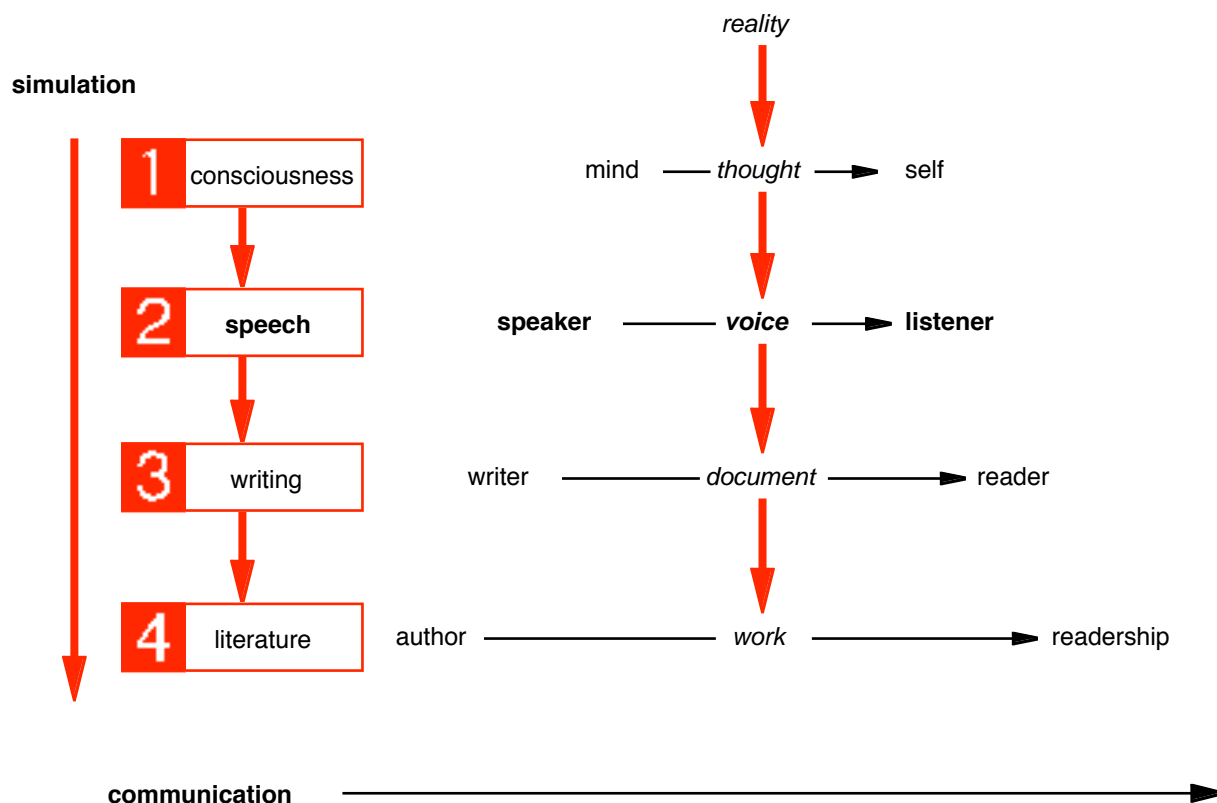 reality
simulation
1 consciousness mind thought self
2 speech speaker voice listener
3 writing writer document reader
4 literature author work readership
communication